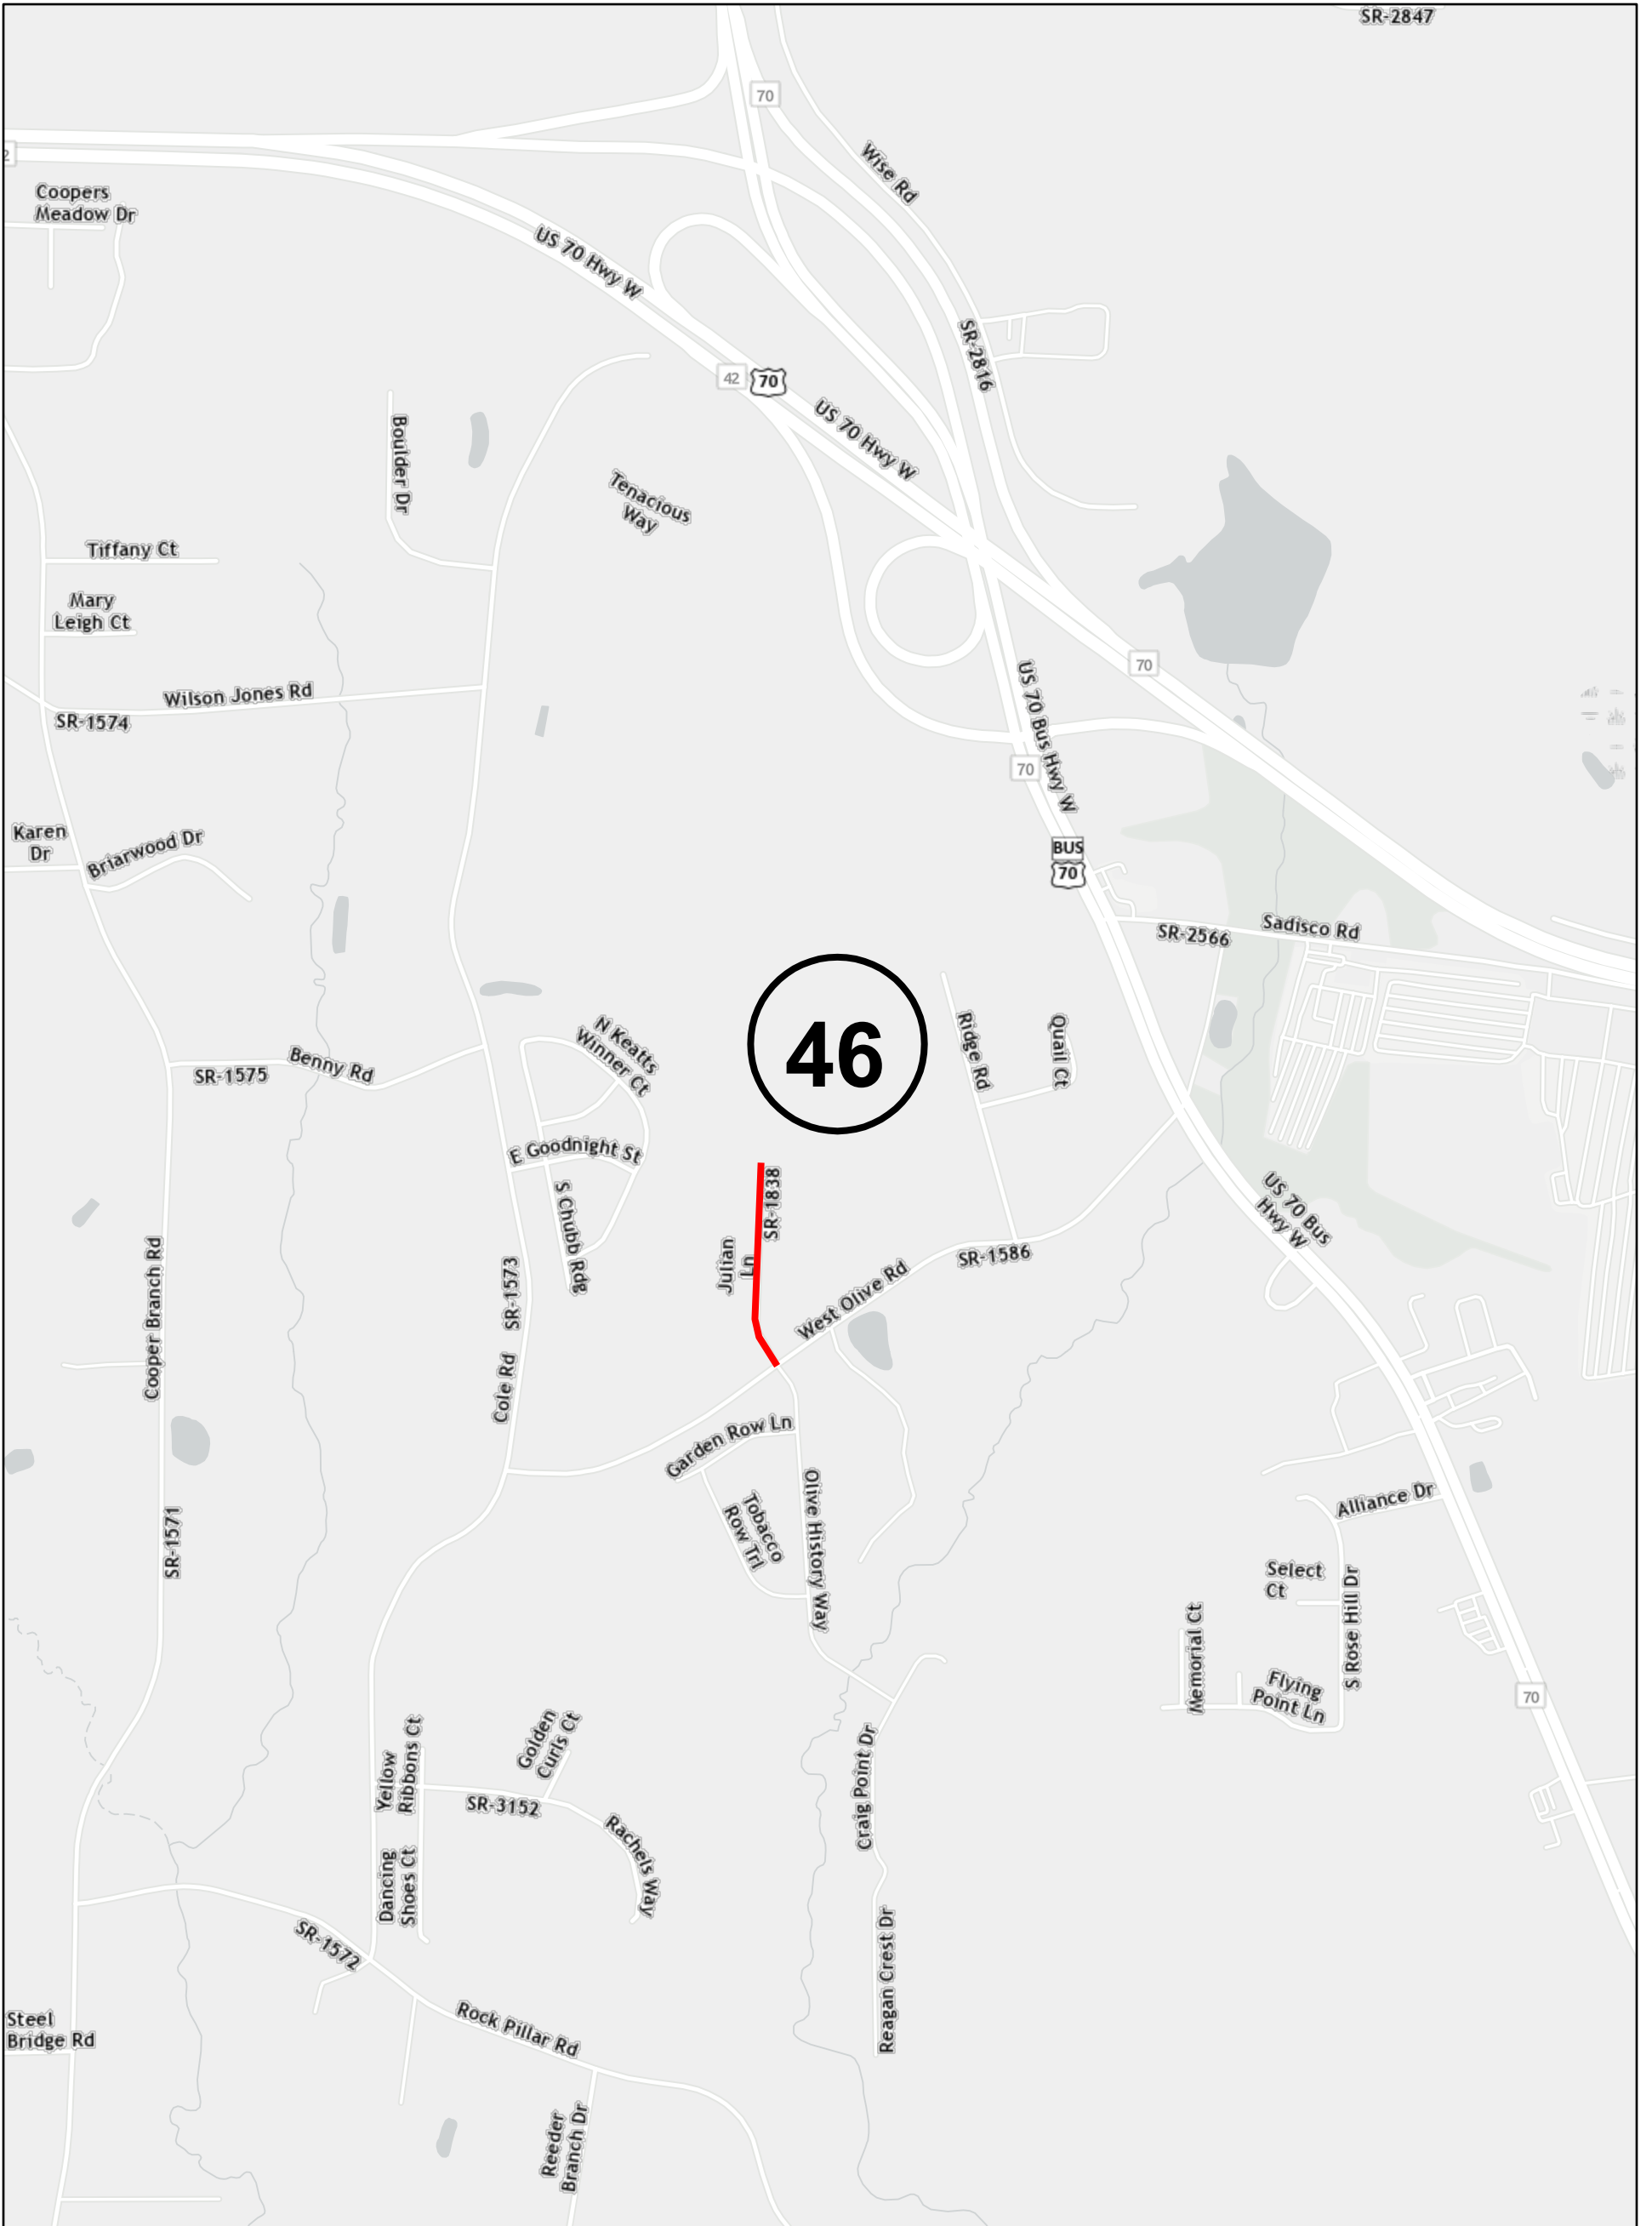 SR-2847
70
Wise Rd
2
Coopers
Meadow Dr
US 70 Hwy W
SR-2816
42
70
US 70 Hwy W
Boulder Dr
Tenacious
Way
Tiffany Ct
Mary
Leigh Ct
70
Wilson Jones Rd
SR-1574
US 70 Bus Hwy W
70
Karen
Dr
Briarwood Dr
BUS
70
Sadisco Rd
SR-2566
46
N Keatts
Winner Ct
Ridge Rd
Quail Ct
Benny Rd
SR-1575
E Goodnight St
S Chubb Rdg
SR-1838
Julian
Ln
US 70 Bus
Hwy W
SR-1586
West Olive Rd
Cooper Branch Rd
SR-1573
Cole Rd
Garden Row Ln
Tobacco
Row Trl
Olive History Way
SR-1571
Alliance Dr
Select
Ct
S Rose Hill Dr
Memorial Ct
Flying
Point Ln
70
Golden
Curls Ct
Yellow
Ribbons Ct
SR-3152
Craig Point Dr
Rachels Way
Dancing
Shoes Ct
SR-1572
Reagan Crest Dr
Steel
Bridge Rd
Rock Pillar Rd
Reeder
Branch Dr